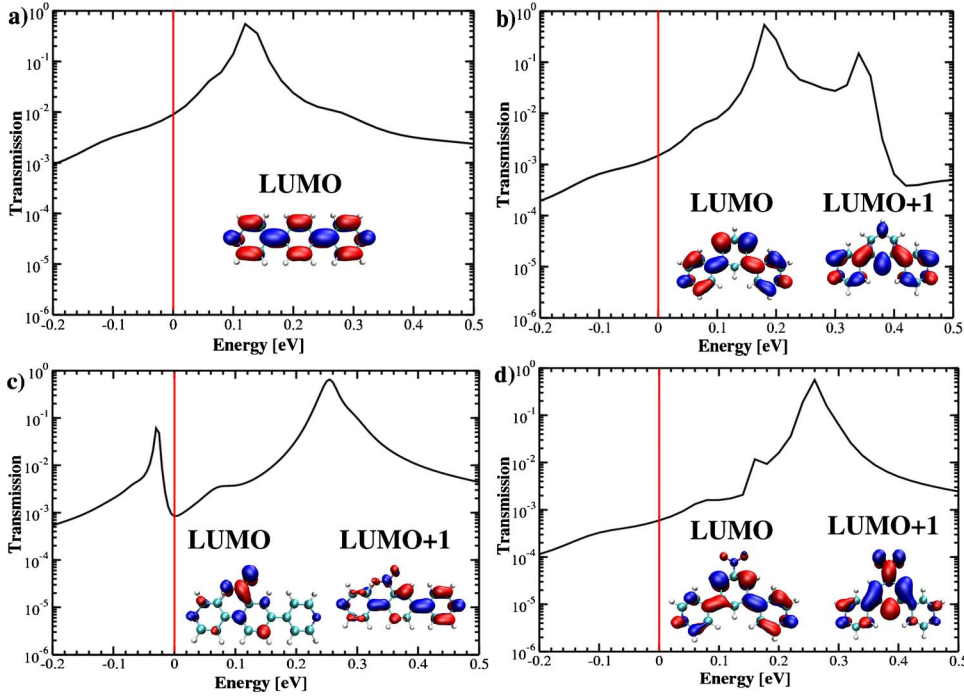 a)
Transmission
10^0
10^-1
10^-2
10^-3
10^-4
10^-5
10^-6
LUMO
-0.2 -0.1 0 0.1 0.2 0.3 0.4 0.5
Energy [eV]
b)
Transmission
10^0
10^-1
10^-2
10^-3
10^-4
10^-5
10^-6
LUMO LUMO+1
-0.2 -0.1 0 0.1 0.2 0.3 0.4 0.5
Energy [eV]
c)
Transmission
10^0
10^-1
10^-2
10^-3
10^-4
10^-5
10^-6
LUMO LUMO+1
-0.2 -0.1 0 0.1 0.2 0.3 0.4 0.5
Energy [eV]
d)
Transmission
10^0
10^-1
10^-2
10^-3
10^-4
10^-5
10^-6
LUMO LUMO+1
-0.2 -0.1 0 0.1 0.2 0.3 0.4 0.5
Energy [eV]